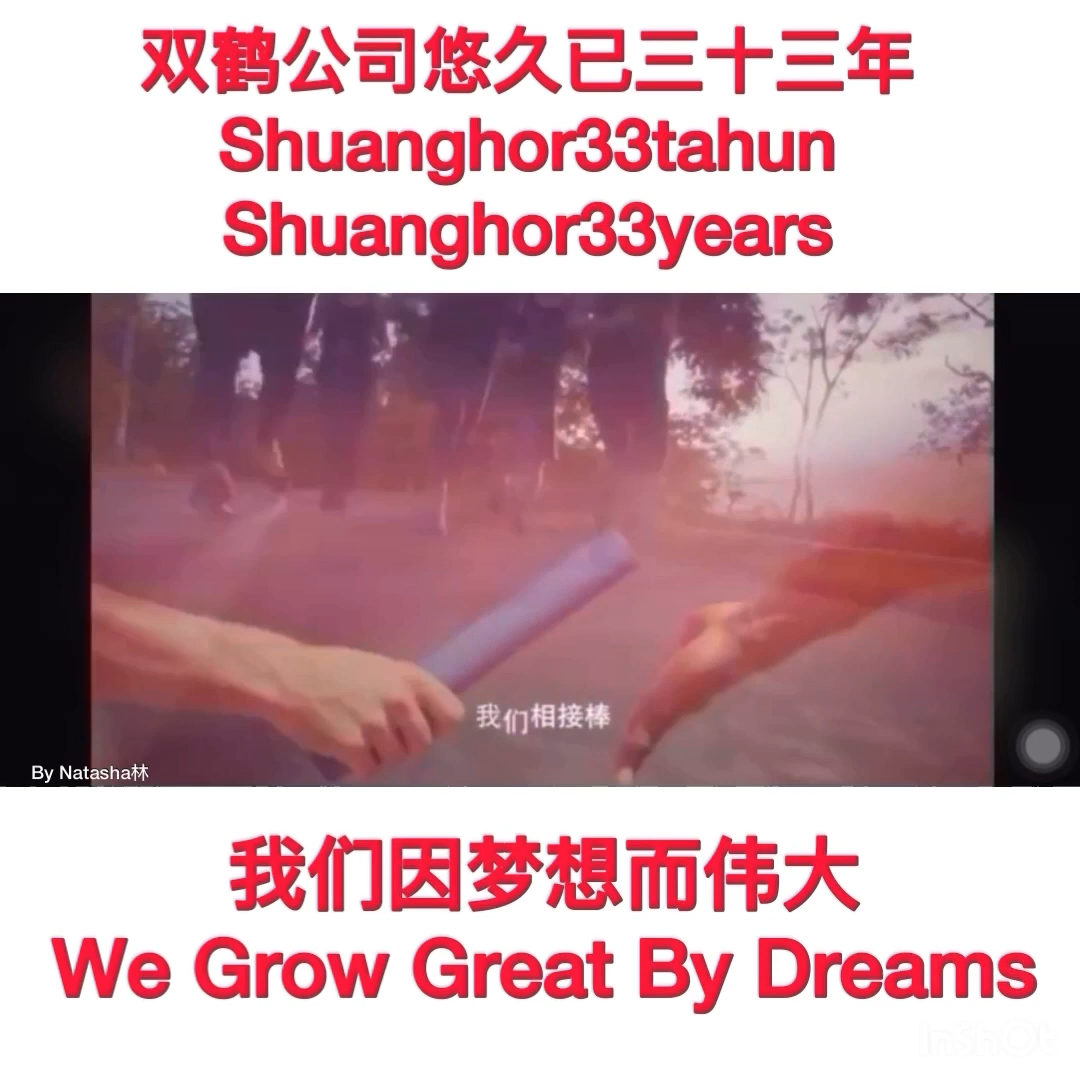 双鹤公司悠久已三十三年
Shuanghor33tahun
Shuanghor33years
我们相接棒
By Natasha林
我们因梦想而伟大
We Grow Great By Dreams
InShOt